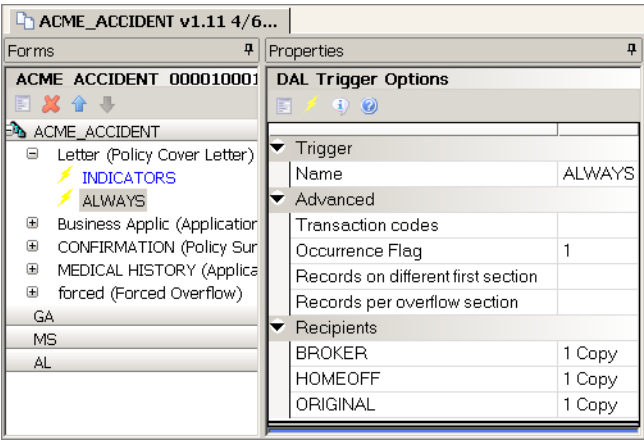 ACME_ACCIDENT v1.11 4/6...
Forms
ACME ACCIDENT 000010001
ACME_ACCIDENT
Letter (Policy Cover Letter)
INDICATORS
ALWAYS
Business Applic (Application
CONFIRMATION (Policy Sur
MEDICAL HISTORY (Applica
forced (Forced Overflow)
GA
MS
AL
Properties
DAL Trigger Options
Trigger
Name ALWAYS
Advanced
Transaction codes
Occurrence Flag 1
Records on different first section
Records per overflow section
Recipients
BROKER 1 Copy
HOMEOFF 1 Copy
ORIGINAL 1 Copy